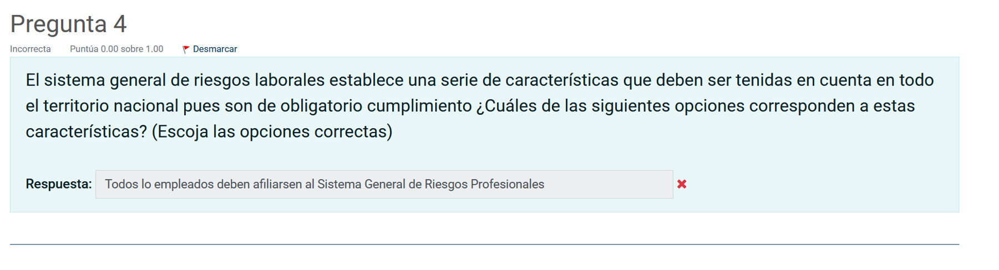 Pregunta 4
Incorrecta Puntúa 0.00 sobre 1.00 Desmarcar
El sistema general de riesgos laborales establece una serie de características que deben ser tenidas en cuenta en todo
el territorio nacional pues son de obligatorio cumplimiento ¿Cuáles de las siguientes opciones corresponden a estas
características? (Escoja las opciones correctas)
Respuesta: Todos lo empleados deben afiliarsen al Sistema General de Riesgos Profesionales